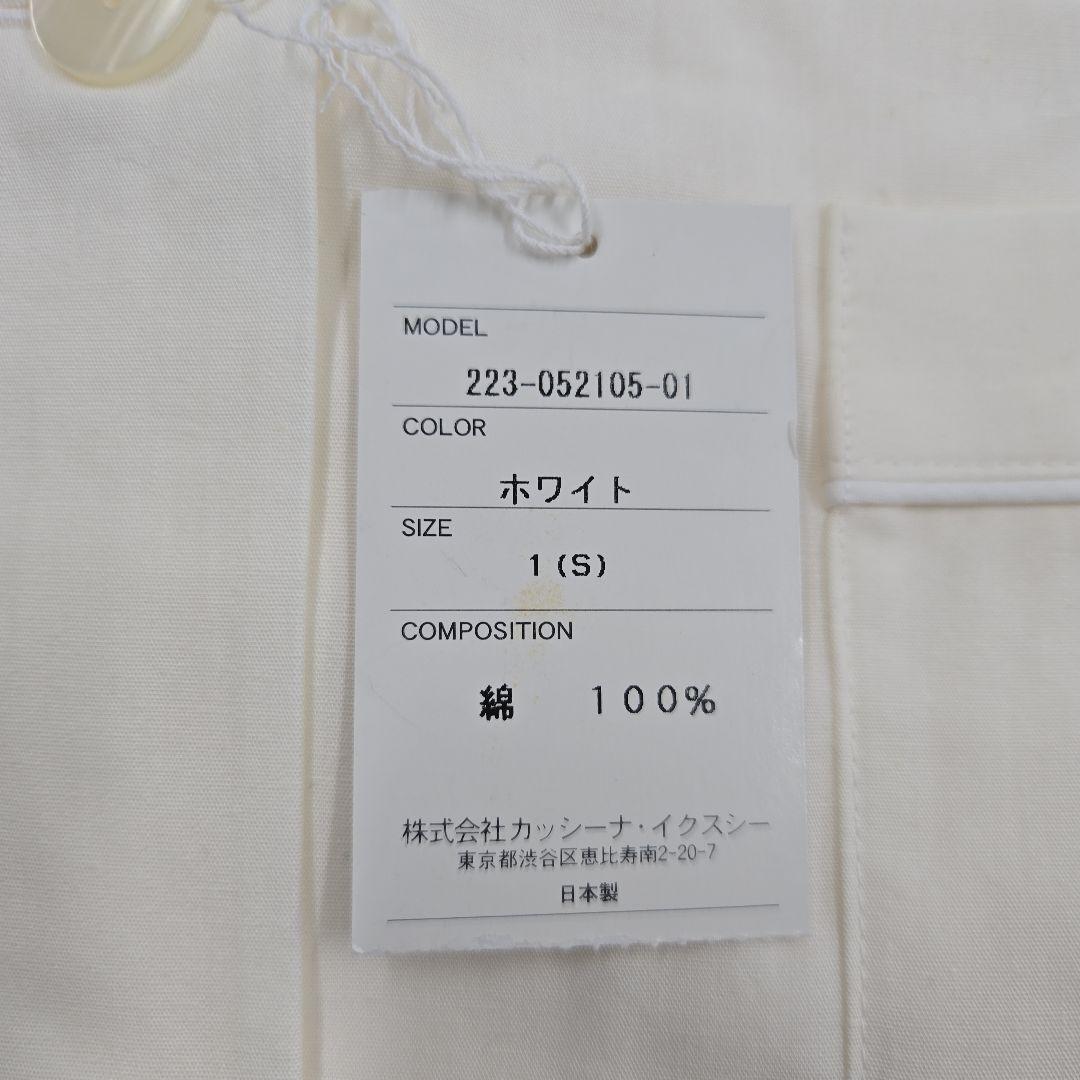 MODEL
223-052105-01
COLOR
ホワイト
SIZE
1(S)
COMPOSITION
綿　100%
株式会社カッシーナ・イクスシー
東京都渋谷区恵比寿南2-20-7
日本製